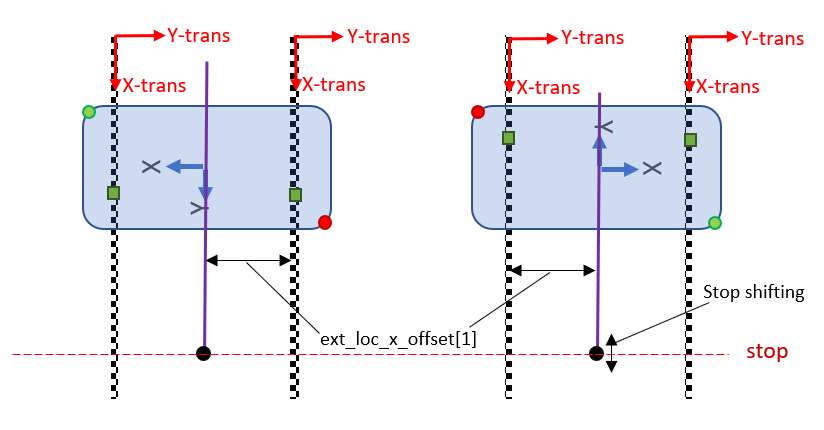 Y-trans
Y-trans
Y-trans
Y-trans
X-trans
X-trans
X-trans
X-trans
X
Y
Y
X
Stop shifting
ext_loc_x_offset[1]
stop